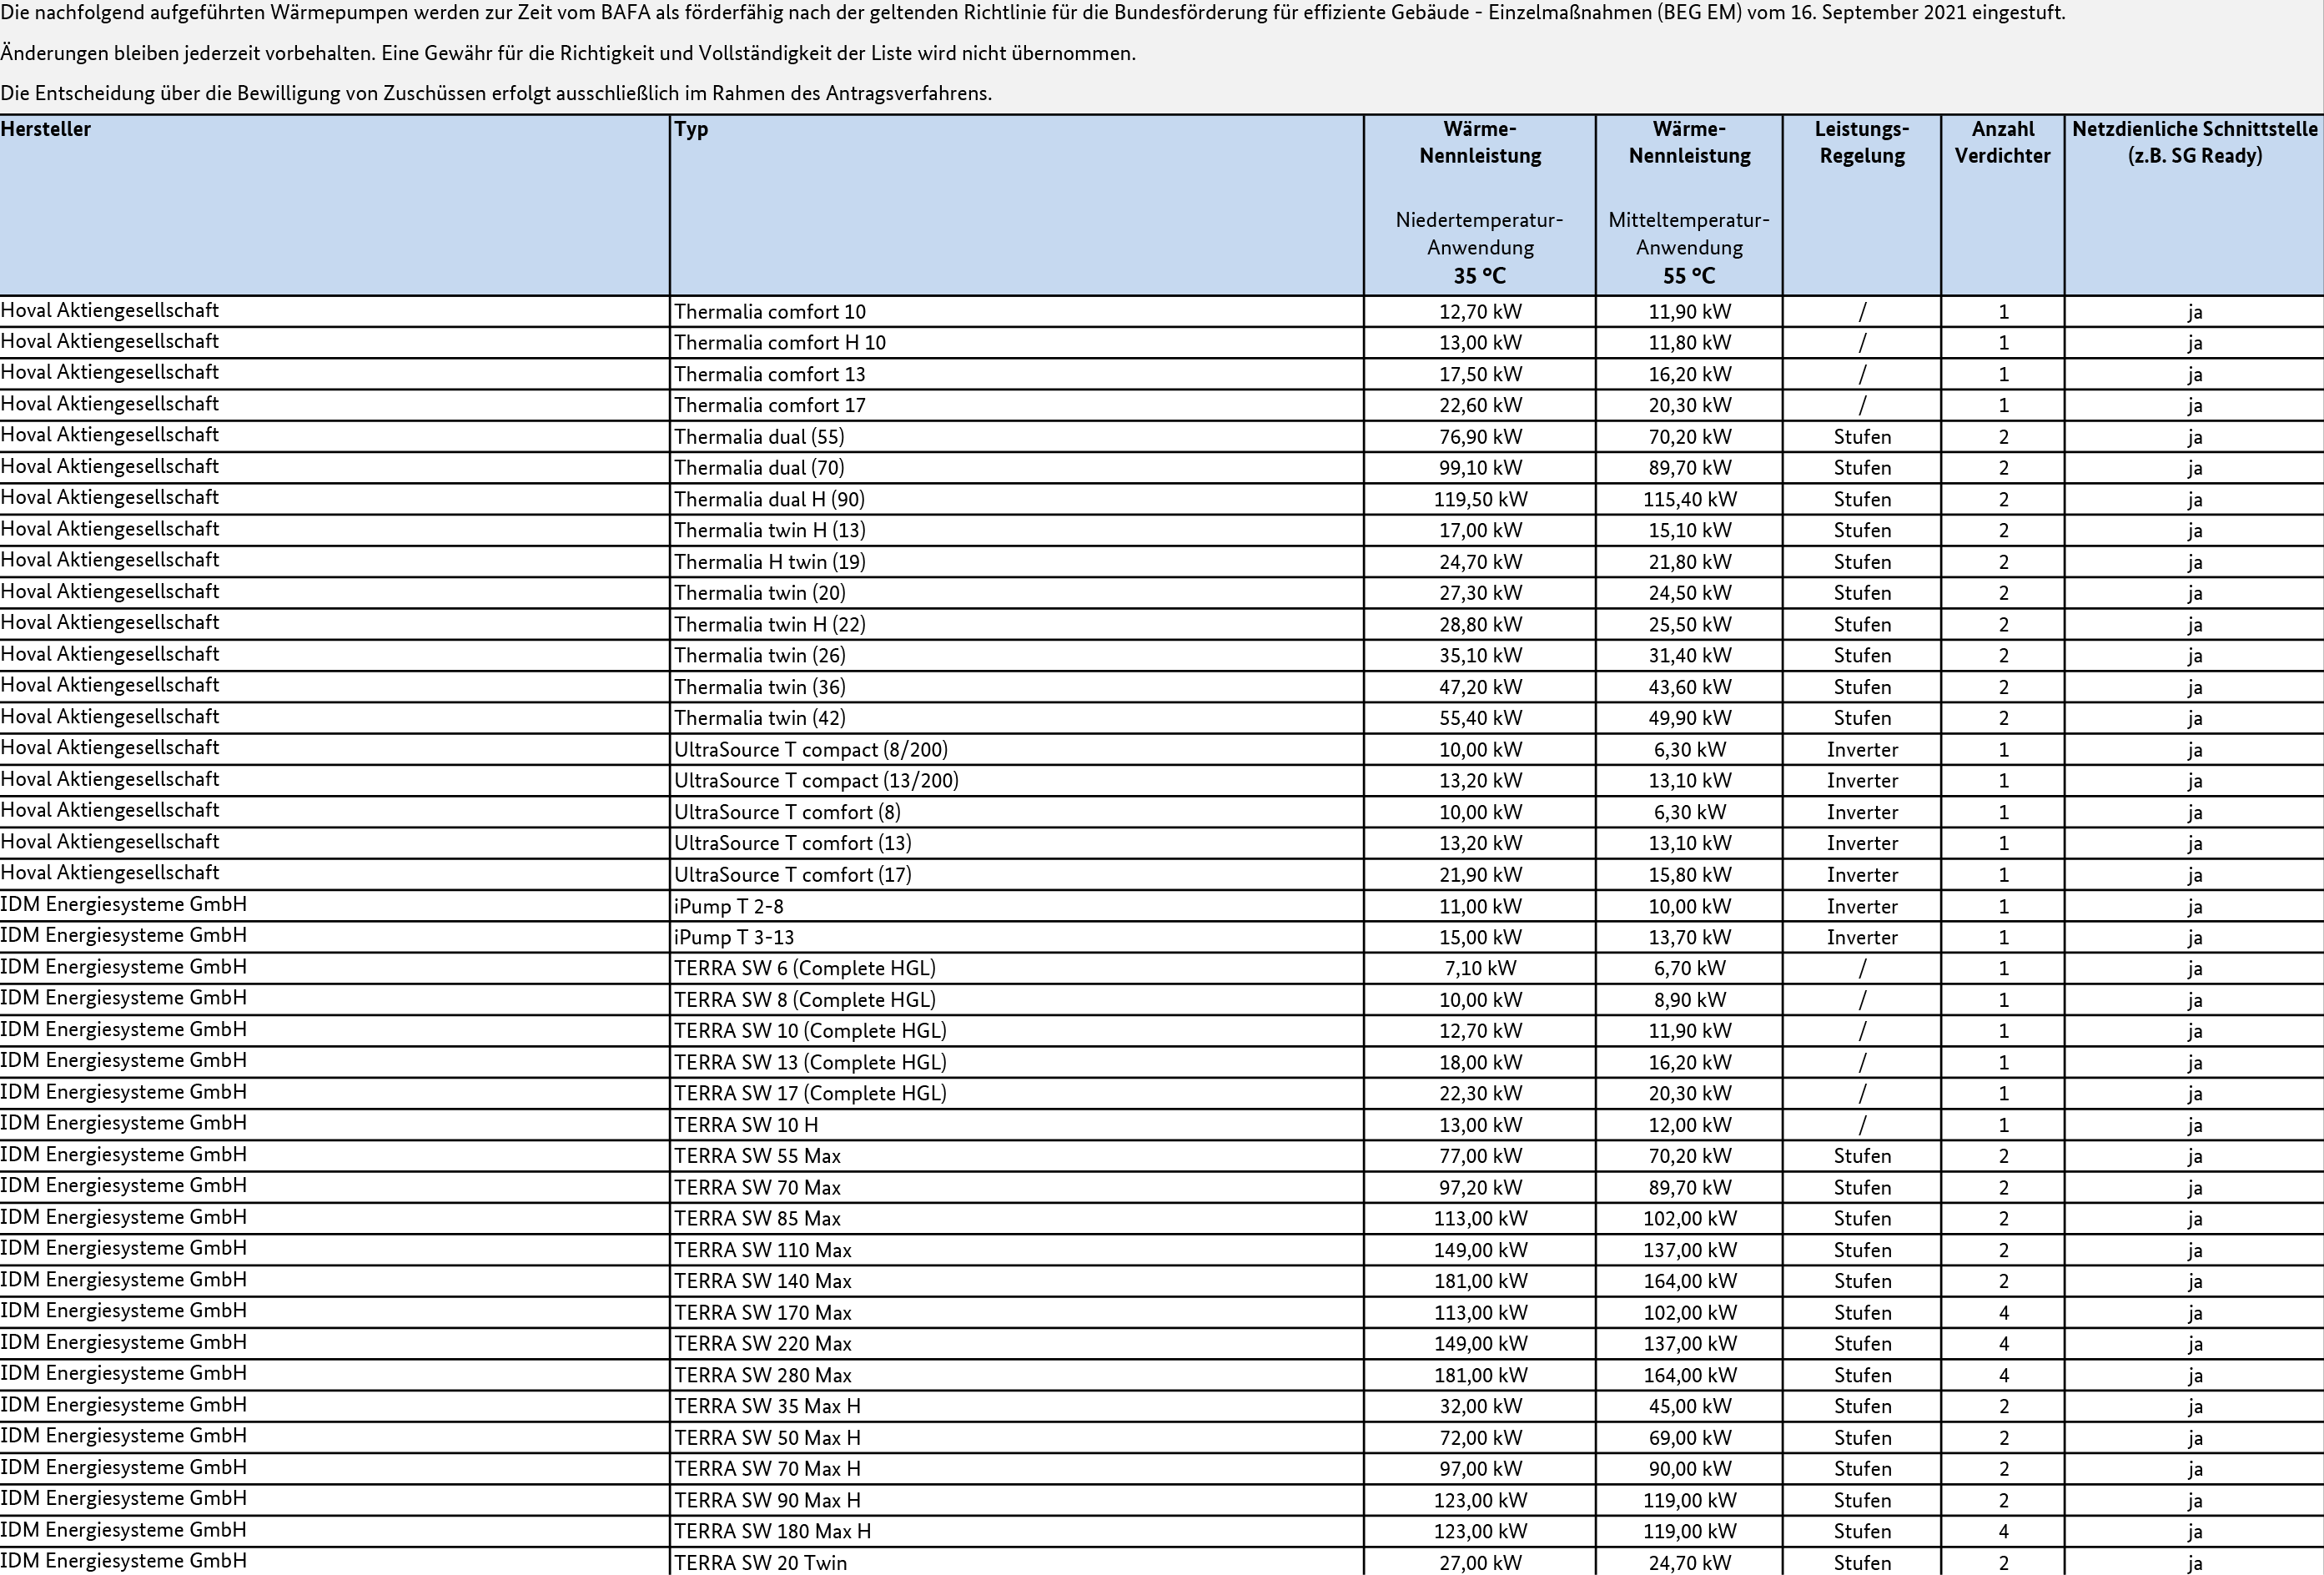 Die nachfolgend aufgeführten Wärmepumpen werden zur Zeit vom BAFA als förderfähig nach der geltenden Richtlinie für die Bundesförderung für effiziente Gebäude - Einzelmaßnahmen (BEG EM) vom 16. September 2021 eingestuft.
Änderungen bleiben jederzeit vorbehalten. Eine Gewähr für die Richtigkeit und Vollständigkeit der Liste wird nicht übernommen.
Die Entscheidung über die Bewilligung von Zuschüssen erfolgt ausschließlich im Rahmen des Antragsverfahrens.
Hersteller Typ Wärme- Wärme- Leistungs- Anzahl Netzdienliche Schnittstelle
Nennleistung Nennleistung Regelung Verdichter (z.B. SG Ready)
Niedertemperatur- Mitteltemperatur-
Anwendung Anwendung
35 °C 55 °C
Hoval Aktiengesellschaft Thermalia comfort 10 12,70 kW 11,90 kW / 1 ja
Hoval Aktiengesellschaft Thermalia comfort H 10 13,00 kW 11,80 kW / 1 ja
Hoval Aktiengesellschaft Thermalia comfort 13 17,50 kW 16,20 kW / 1 ja
Hoval Aktiengesellschaft Thermalia comfort 17 22,60 kW 20,30 kW / 1 ja
Hoval Aktiengesellschaft Thermalia dual (55) 76,90 kW 70,20 kW Stufen 2 ja
Hoval Aktiengesellschaft Thermalia dual (70) 99,10 kW 89,70 kW Stufen 2 ja
Hoval Aktiengesellschaft Thermalia dual H (90) 119,50 kW 115,40 kW Stufen 2 ja
Hoval Aktiengesellschaft Thermalia twin H (13) 17,00 kW 15,10 kW Stufen 2 ja
Hoval Aktiengesellschaft Thermalia H twin (19) 24,70 kW 21,80 kW Stufen 2 ja
Hoval Aktiengesellschaft Thermalia twin (20) 27,30 kW 24,50 kW Stufen 2 ja
Hoval Aktiengesellschaft Thermalia twin H (22) 28,80 kW 25,50 kW Stufen 2 ja
Hoval Aktiengesellschaft Thermalia twin (26) 35,10 kW 31,40 kW Stufen 2 ja
Hoval Aktiengesellschaft Thermalia twin (36) 47,20 kW 43,60 kW Stufen 2 ja
Hoval Aktiengesellschaft Thermalia twin (42) 55,40 kW 49,90 kW Stufen 2 ja
Hoval Aktiengesellschaft UltraSource T compact (8/200) 10,00 kW 6,30 kW Inverter 1 ja
Hoval Aktiengesellschaft UltraSource T compact (13/200) 13,20 kW 13,10 kW Inverter 1 ja
Hoval Aktiengesellschaft UltraSource T comfort (8) 10,00 kW 6,30 kW Inverter 1 ja
Hoval Aktiengesellschaft UltraSource T comfort (13) 13,20 kW 13,10 kW Inverter 1 ja
Hoval Aktiengesellschaft UltraSource T comfort (17) 21,90 kW 15,80 kW Inverter 1 ja
IDM Energiesysteme GmbH iPump T 2-8 11,00 kW 10,00 kW Inverter 1 ja
IDM Energiesysteme GmbH iPump T 3-13 15,00 kW 13,70 kW Inverter 1 ja
IDM Energiesysteme GmbH TERRA SW 6 (Complete HGL) 7,10 kW 6,70 kW / 1 ja
IDM Energiesysteme GmbH TERRA SW 8 (Complete HGL) 10,00 kW 8,90 kW / 1 ja
IDM Energiesysteme GmbH TERRA SW 10 (Complete HGL) 12,70 kW 11,90 kW / 1 ja
IDM Energiesysteme GmbH TERRA SW 13 (Complete HGL) 18,00 kW 16,20 kW / 1 ja
IDM Energiesysteme GmbH TERRA SW 17 (Complete HGL) 22,30 kW 20,30 kW / 1 ja
IDM Energiesysteme GmbH TERRA SW 10 H 13,00 kW 12,00 kW / 1 ja
IDM Energiesysteme GmbH TERRA SW 55 Max 77,00 kW 70,20 kW Stufen 2 ja
IDM Energiesysteme GmbH TERRA SW 70 Max 97,20 kW 89,70 kW Stufen 2 ja
IDM Energiesysteme GmbH TERRA SW 85 Max 113,00 kW 102,00 kW Stufen 2 ja
IDM Energiesysteme GmbH TERRA SW 110 Max 149,00 kW 137,00 kW Stufen 2 ja
IDM Energiesysteme GmbH TERRA SW 140 Max 181,00 kW 164,00 kW Stufen 2 ja
IDM Energiesysteme GmbH TERRA SW 170 Max 113,00 kW 102,00 kW Stufen 4 ja
IDM Energiesysteme GmbH TERRA SW 220 Max 149,00 kW 137,00 kW Stufen 4 ja
IDM Energiesysteme GmbH TERRA SW 280 Max 181,00 kW 164,00 kW Stufen 4 ja
IDM Energiesysteme GmbH TERRA SW 35 Max H 32,00 kW 45,00 kW Stufen 2 ja
IDM Energiesysteme GmbH TERRA SW 50 Max H 72,00 kW 69,00 kW Stufen 2 ja
IDM Energiesysteme GmbH TERRA SW 70 Max H 97,00 kW 90,00 kW Stufen 2 ja
IDM Energiesysteme GmbH TERRA SW 90 Max H 123,00 kW 119,00 kW Stufen 2 ja
IDM Energiesysteme GmbH TERRA SW 180 Max H 123,00 kW 119,00 kW Stufen 4 ja
IDM Energiesysteme GmbH TERRA SW 20 Twin 27,00 kW 24,70 kW Stufen 2 ja